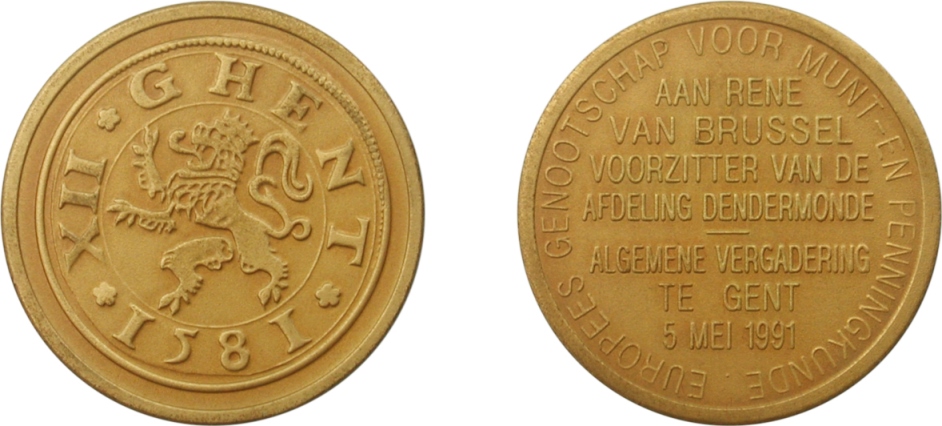 XII GHENT
1581
EUROPEES GENOOTSCHAP VOOR MUNT-EN PENNINGKUNDE ·
AAN RENE
VAN BRUSSEL
VOORZITTER VAN DE
AFDELING DENDERMONDE
ALGEMENE VERGADERING
TE GENT
5 MEI 1991